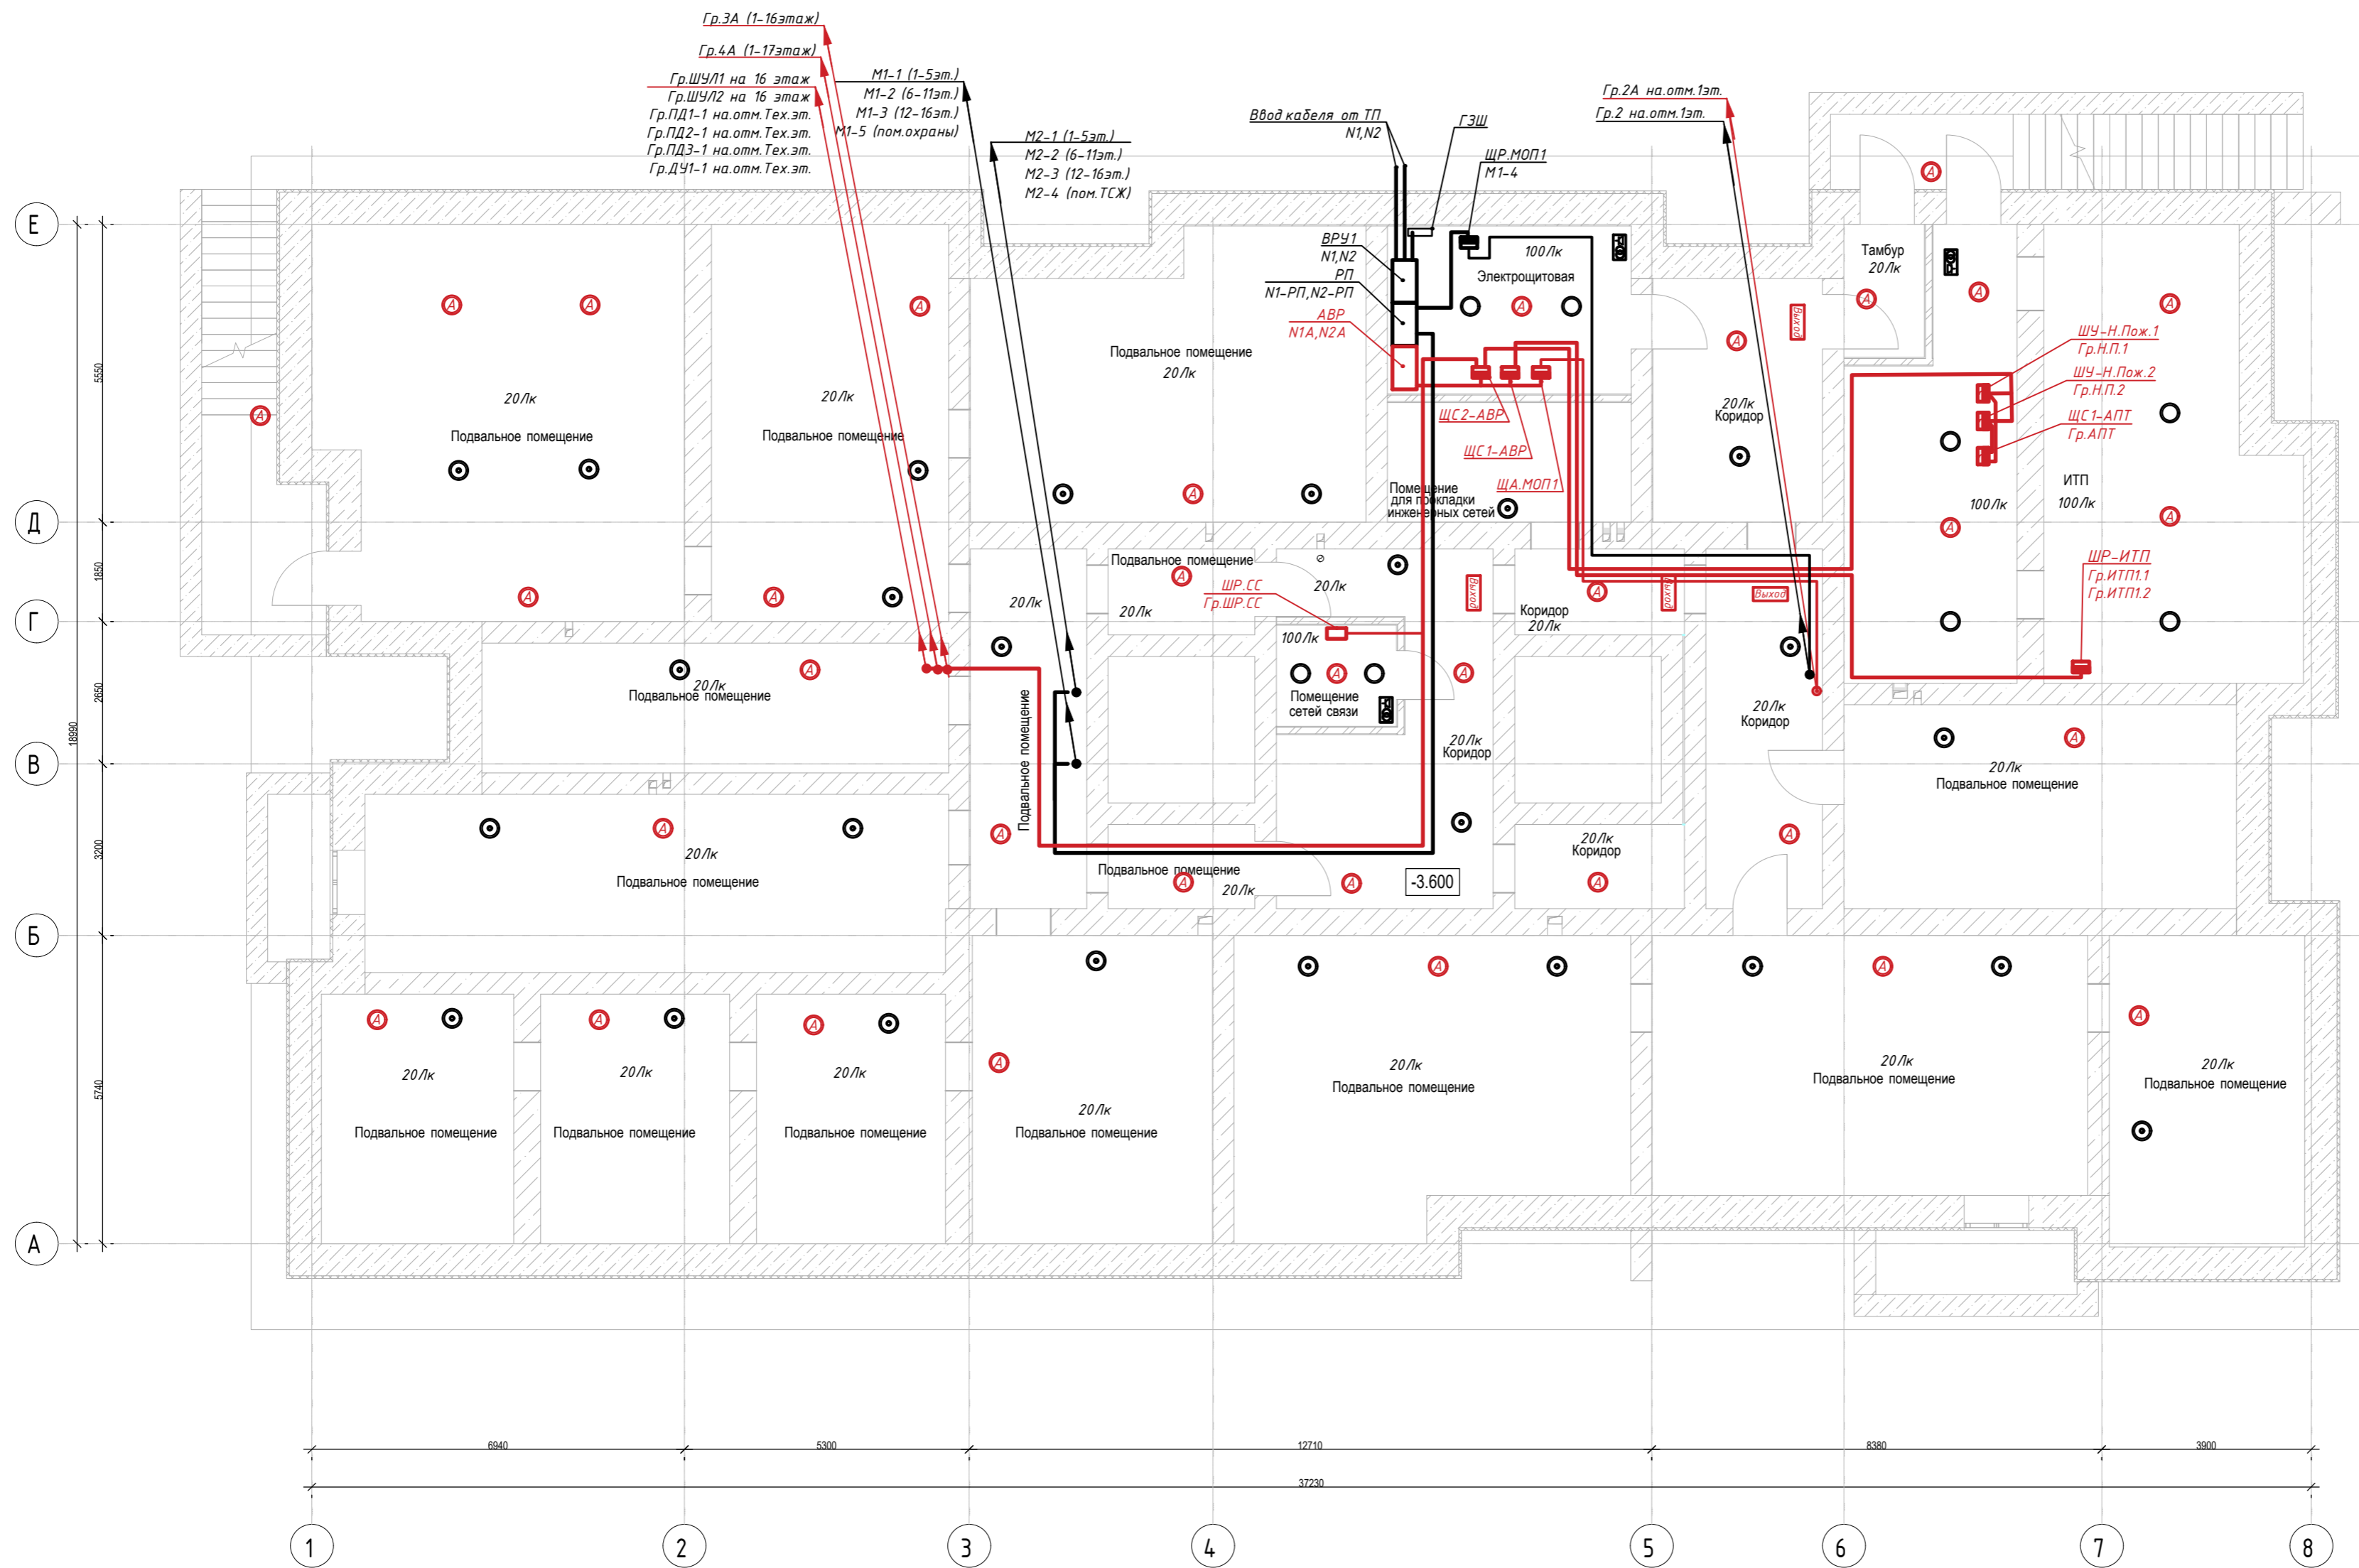 Гр.3А (1-16этаж)
Гр.4А (1-17этаж)
Гр.ШУЛ1 на 16 этаж
Гр.ШУЛ2 на 16 этаж
Гр.ПД1-1 на.отм.Тех.эт.
Гр.ПД2-1 на.отм.Тех.эт.
Гр.ПД3-1 на.отм.Тех.эт.
Гр.ДУ1-1 на.отм.Тех.эт.
М1-1 (1-5эт.)
М1-2 (6-11эт.)
М1-3 (12-16эт.)
М1-5 (пом.охраны)
М2-1 (1-5эт.)
М2-2 (6-11эт.)
М2-3 (12-16эт.)
М2-4 (пом.ТСЖ)
Ввод кабеля от ТП
N1,N2
ГЗШ
ЩР.МОП1
М1-4
Гр.2А на.отм.1эт.
Гр.2 на.отм.1эт.
А
Е
ВРУ1
N1,N2
РП
N1-РП,N2-РП
АВР
N1А,N2А
100Лк
Электрощитовая
А
Тамбур
20Лк
А
А
А
А
А
А
А
Выход
А
ШУ-Н.Пож.1
Гр.Н.П.1
ШУ-Н.Пож.2
Гр.Н.П.2
ЩС1-АПТ
Гр.АПТ
5550
20Лк
Подвальное помещение
20Лк
Подвальное помещение
Подвальное помещение
20Лк
А
20Лк
Коридор
ЩС2-АВР
ЩС1-АВР
ЩА.МОП1
Помещение
для прокладки
инженерных сетей
А
ИТП
100Лк
100Лк
А
А
Д
1850
А
А
Подвальное помещение
А
20Лк
20Лк
20Лк
ШР.СС
Гр.ШР.СС
Выход
А
Выход
Выход
Коридор
20Лк
ШР-ИТП
Гр.ИТП1.1
Гр.ИТП1.2
Г
100Лк
2650
18990
20Лк
Подвальное помещение
А
Подвальное помещение
А
Помещение
сетей связи
А
20Лк
Коридор
20Лк
Коридор
А
20Лк
Подвальное помещение
В
3200
А
20Лк
Подвальное помещение
А
Подвальное помещение
20Лк
А
А
-3.600
20Лк
Коридор
А
А
Б
А
А
А
А
А
А
А
А
5740
20Лк
Подвальное помещение
20Лк
Подвальное помещение
20Лк
Подвальное помещение
20Лк
Подвальное помещение
20Лк
Подвальное помещение
20Лк
Подвальное помещение
20Лк
Подвальное помещение
А
6940
5300
12710
8380
3900
37230
1
2
3
4
5
6
7
8